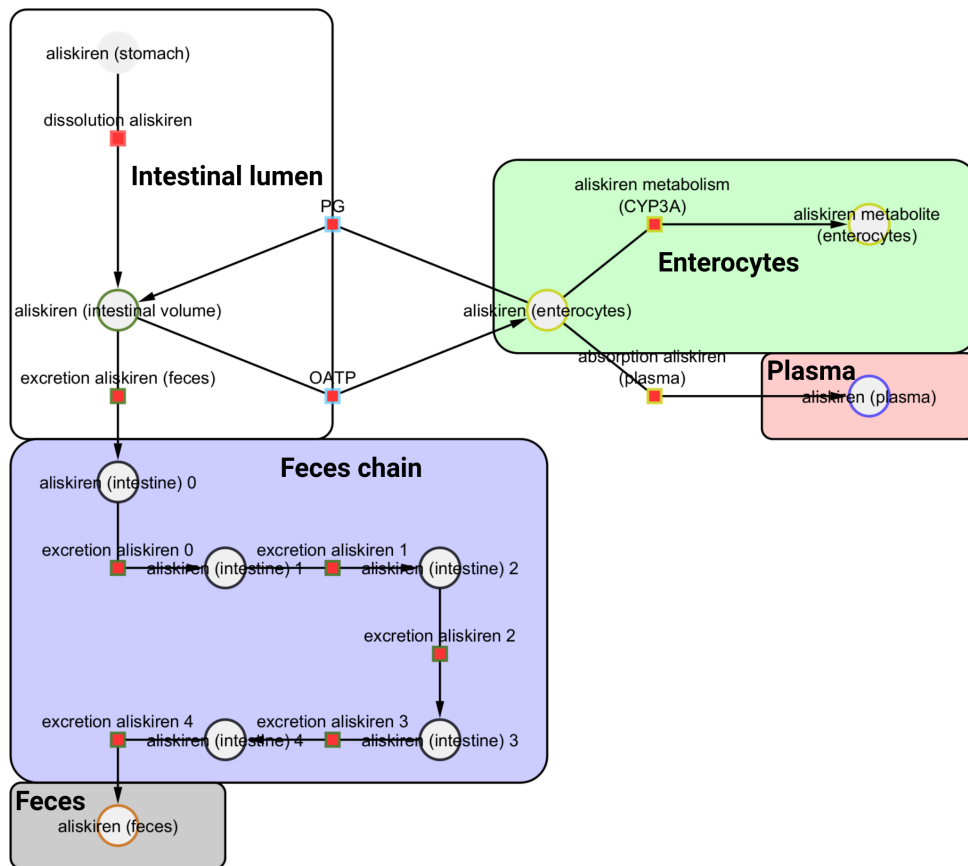 aliskiren (stomach)
dissolution aliskiren
Intestinal lumen
PG
aliskiren metabolism
(CYP3A)
aliskiren metabolite
(enterocytes)
Enterocytes
aliskiren (intestinal volume)
aliskiren (enterocytes)
excretion aliskiren (feces)
OATP
absorption aliskiren
(plasma)
Plasma
aliskiren (plasma)
Feces chain
aliskiren (intestine) 0
excretion aliskiren 0
aliskiren (intestine) 1
excretion aliskiren 1
aliskiren (intestine) 2
excretion aliskiren 2
excretion aliskiren 4
aliskiren (intestine) 4
excretion aliskiren 3
aliskiren (intestine) 3
Feces
aliskiren (feces)